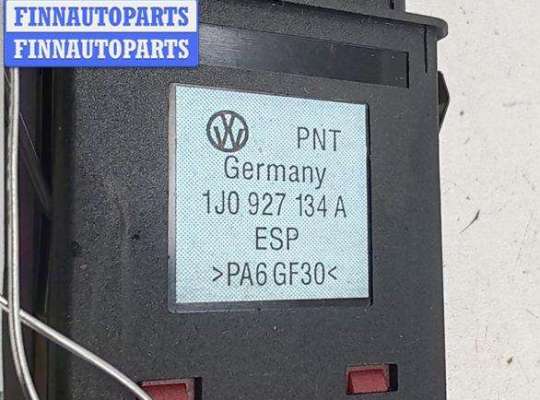 FINNAUTOPARTS
FINNAUTOPARTS
PNT
Germany
1J0 927 134 A
ESP
>PA6 GF30<